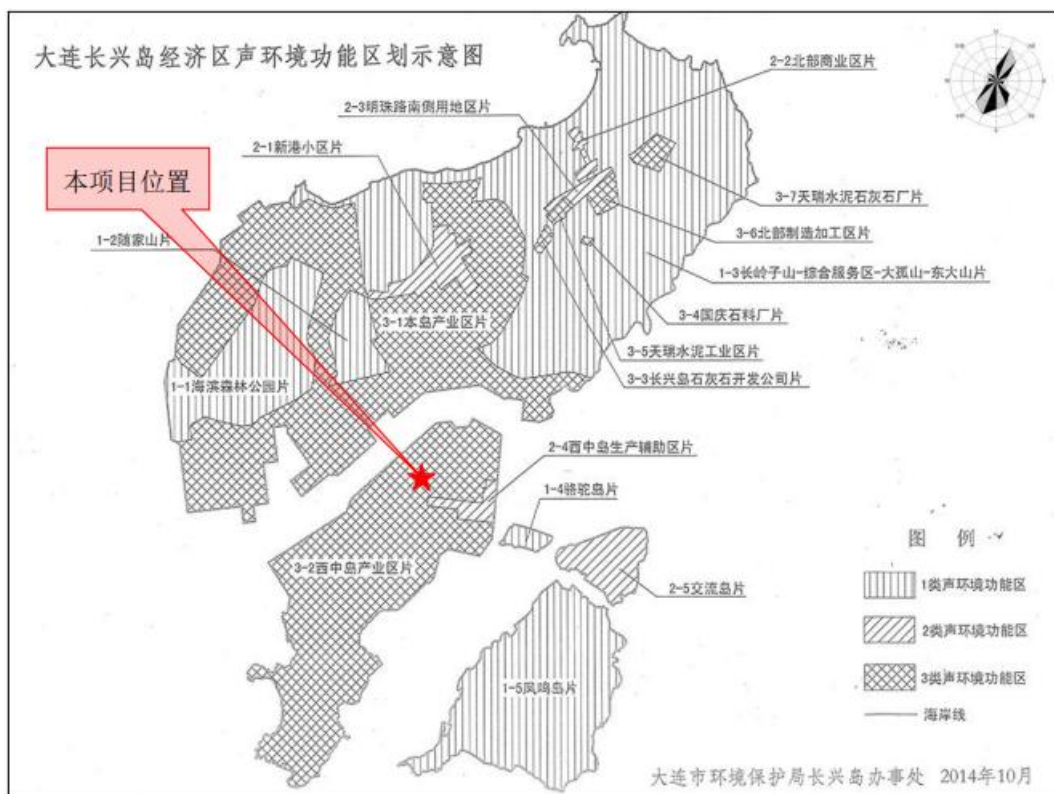 大连长兴岛经济区声环境功能区划示意图
2-2北部商业区片
2-3明珠路南侧用地区片
2-1新港小区片
本项目位置
3-7天瑞水泥石灰石厂片
1-2随家山片
3-6北部制造加工区片
1-3长岭子山-综合服务区-大孤山-东大山片
3-4国庆石料厂片
3-1本岛产业区片
3-5天瑞水泥工业区片
3-3长兴岛石灰石开发公司片
1-1海滨森林公园片
2-4西中岛生产辅助区片
1-4骆驼岛片
图 例
3-2西中岛产业区片
1类声环境功能区
2-5交流岛片
2类声环境功能区
3类声环境功能区
1-5凤鸣岛片
海岸线
大连市环境保护局长兴岛办事处 2014年10月